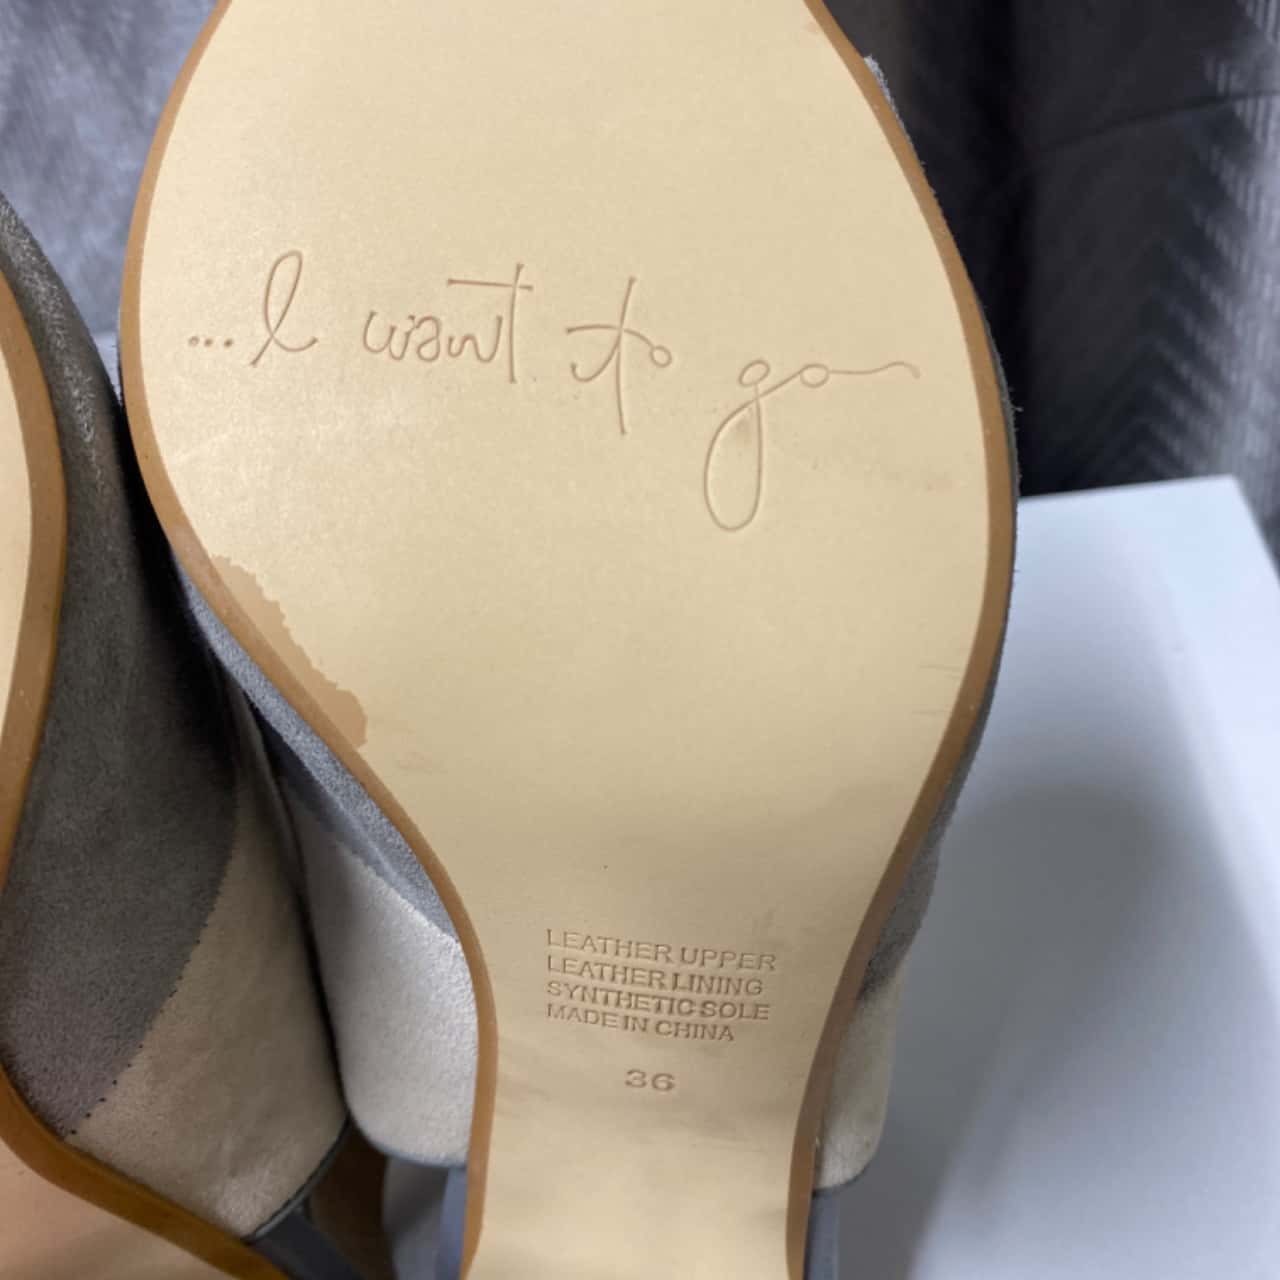 ...I want to go
LEATHER UPPER
LEATHER LINING
SYNTHETIC SOLE
MADE IN CHINA
36